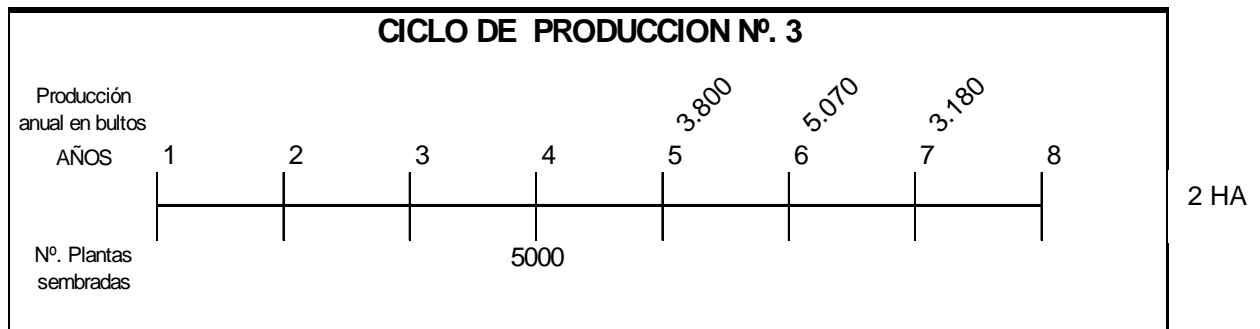 CICLO DE PRODUCCION Nº. 3
Producción
anual en bultos
3.800 5.070 3.180
AÑOS 1 2 3 4 5 6 7 8
2 HA
Nº. Plantas
sembradas
5000